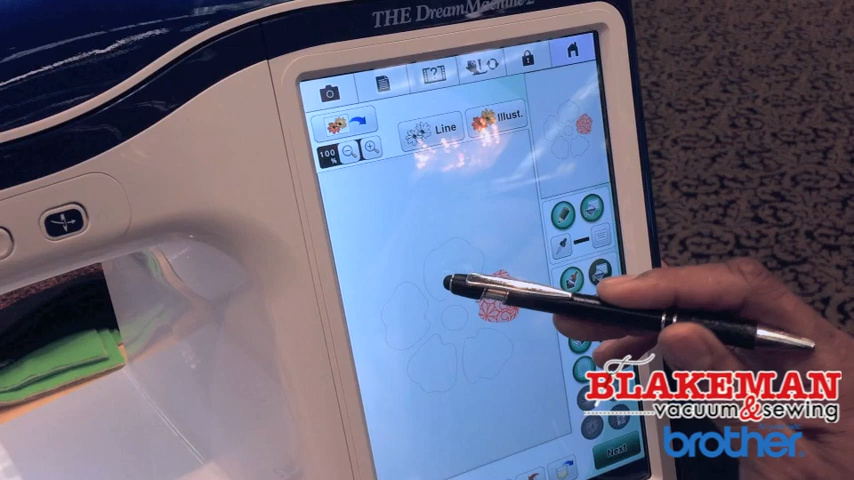 THE DreamMachine 2
Line
Illust.
100
%
Next
BLAKEMAN
vacuum&sewing
brother